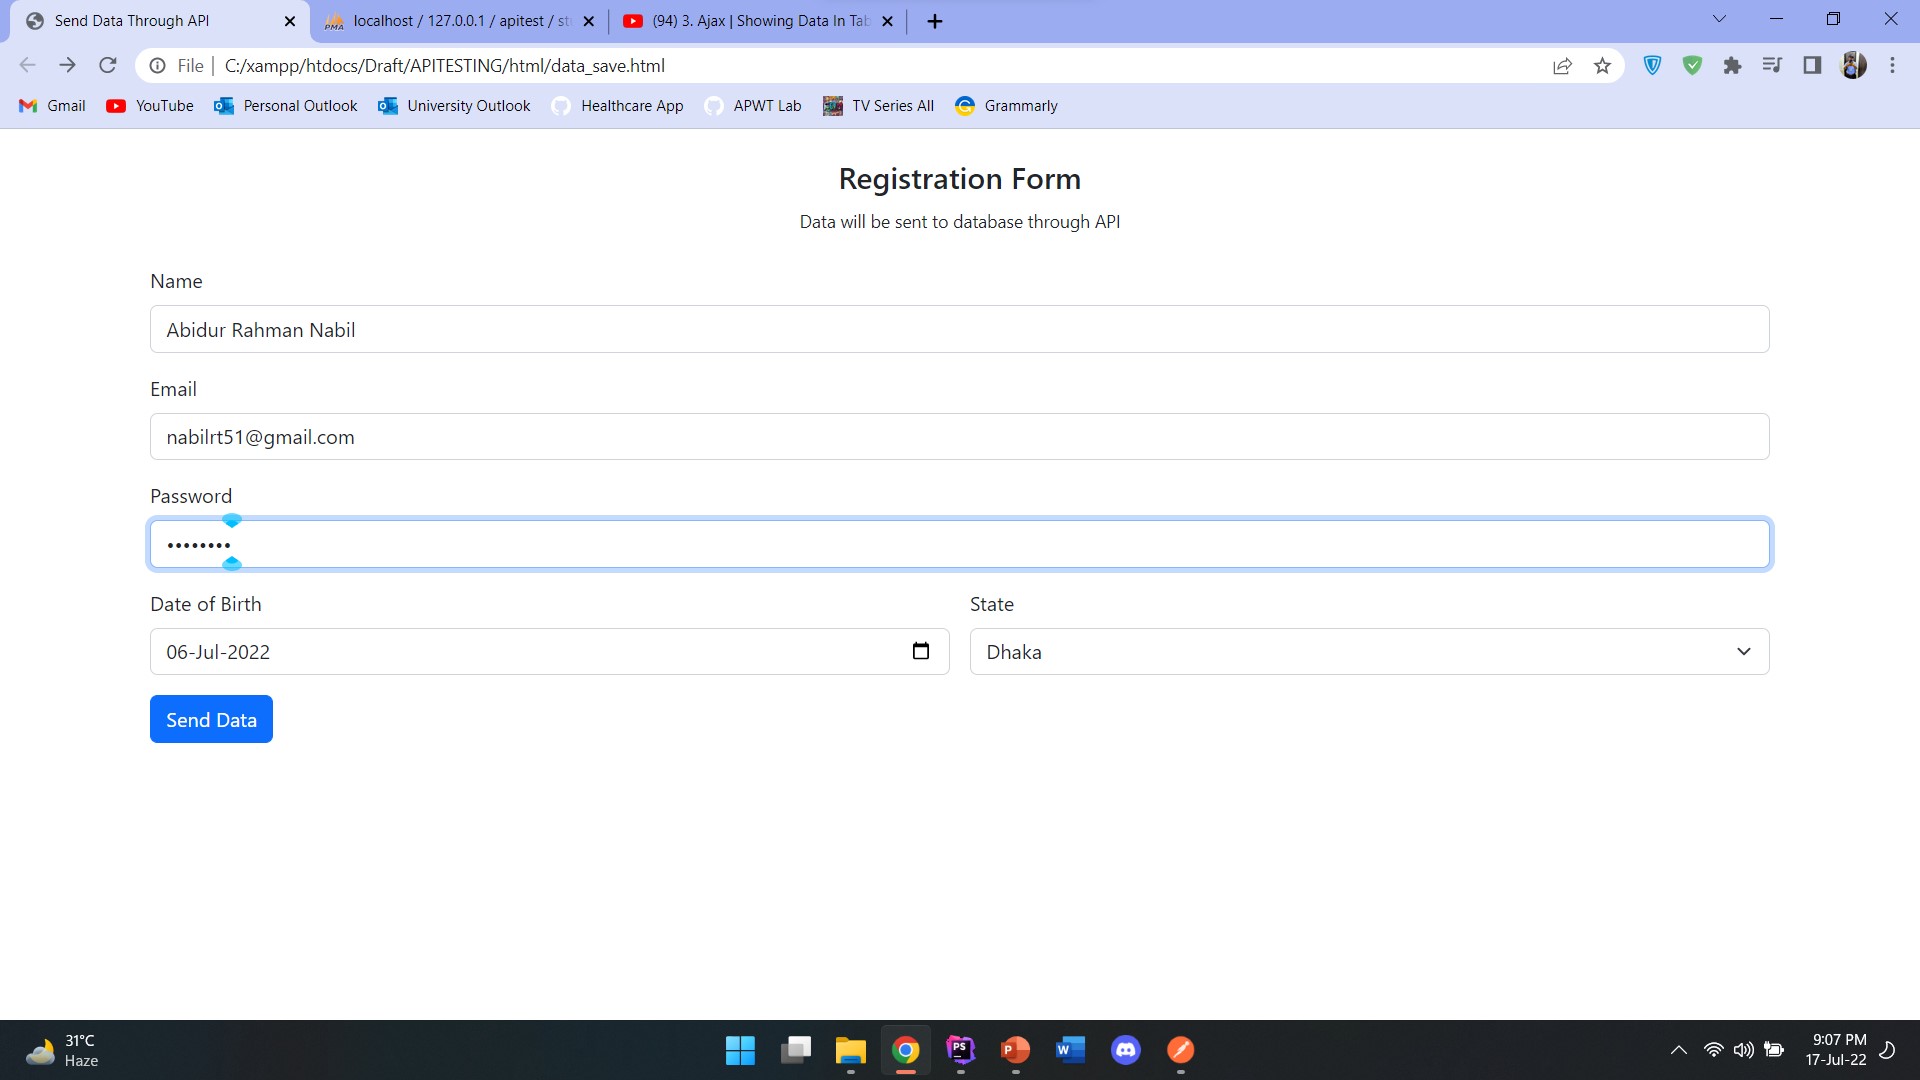 Send Data Through API
localhost / 127.0.0.1 / apitest / st
(94) 3. Ajax | Showing Data In Tab
File
C:/xampp/htdocs/Draft/APITESTING/html/data_save.html
Gmail
YouTube
Personal Outlook
University Outlook
Healthcare App
APWT Lab
TV Series All
Grammarly
Registration Form
Data will be sent to database through API
Name
Abidur Rahman Nabil
Email
nabilrt51@gmail.com
Password
••••••••
Date of Birth
State
06-Jul-2022
Dhaka
Send Data
31°C
Haze
9:07 PM
17-Jul-22